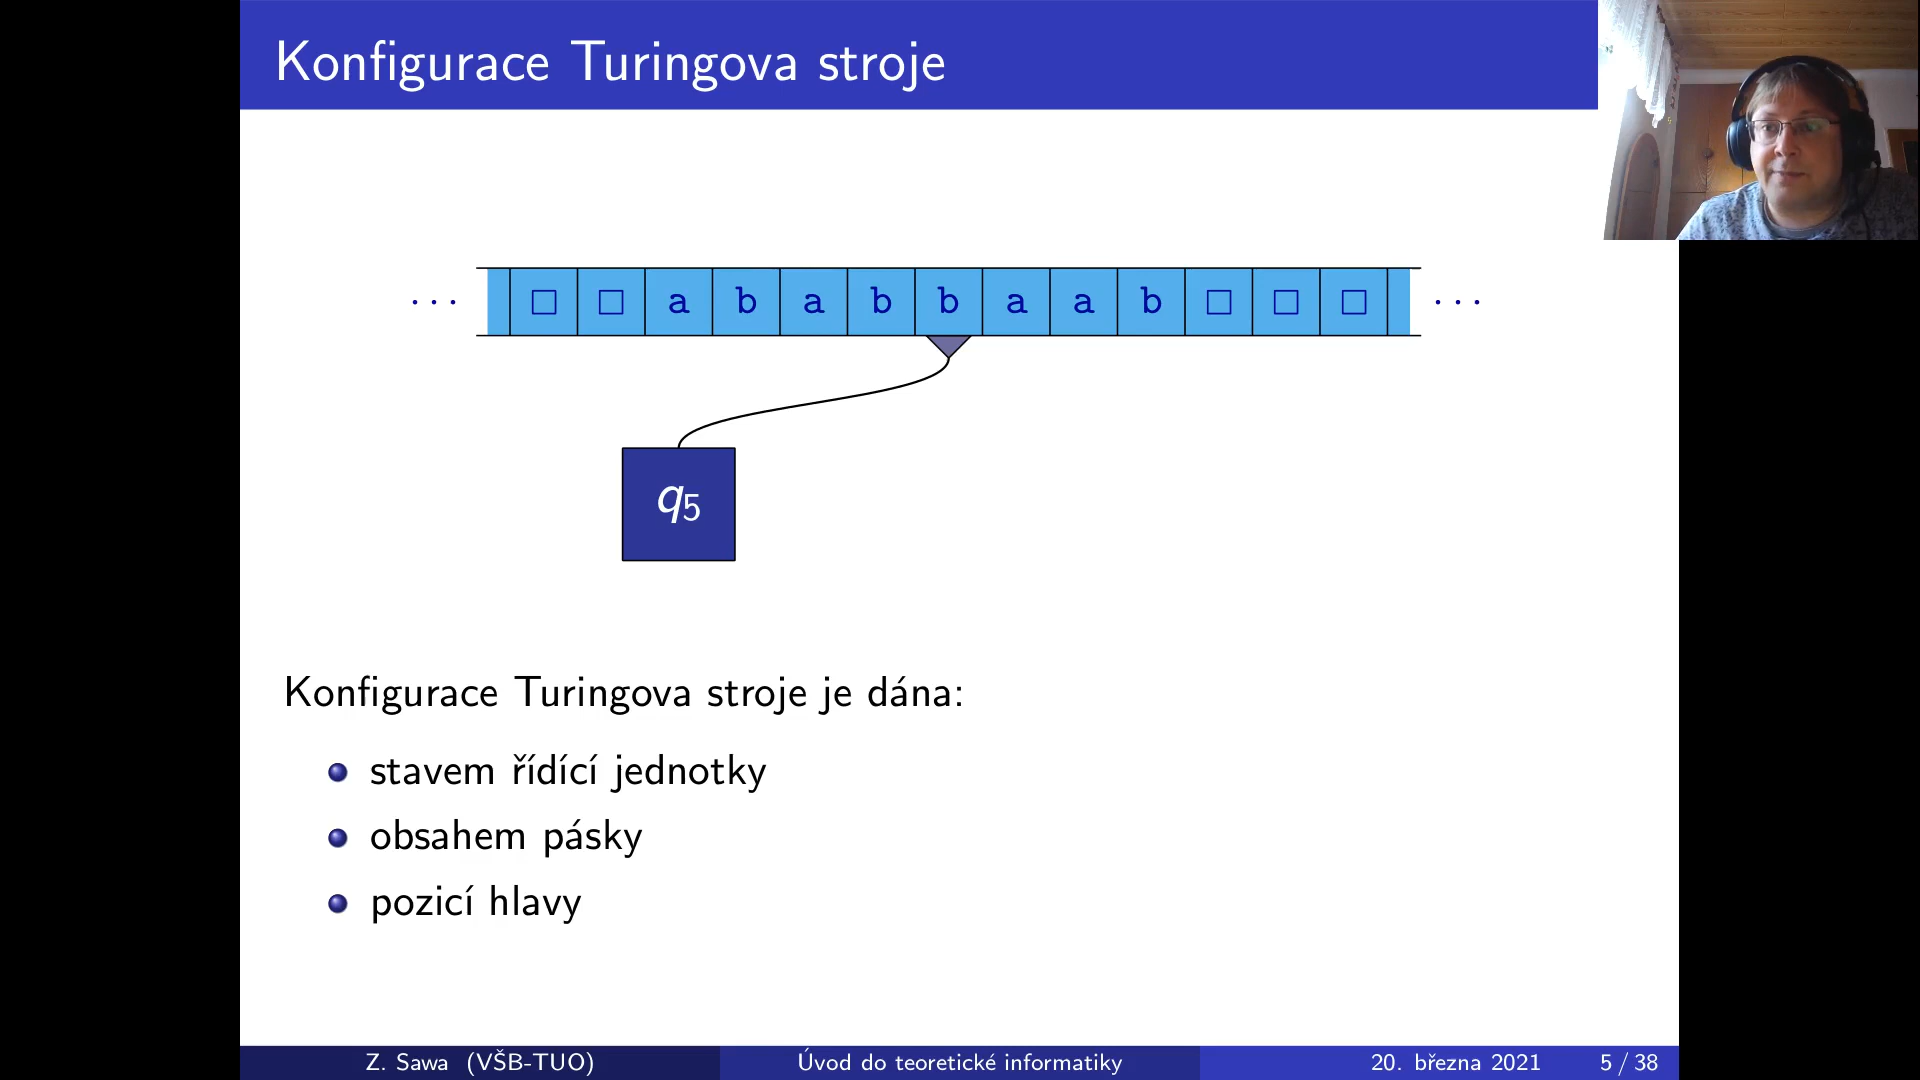 Konfigurace Turingova stroje
··· □ □ a b a b b a a b □ □ □ ···
q₅
Konfigurace Turingova stroje je dána:
stavem řídící jednotky
obsahem pásky
pozicí hlavy
Z. Sawa (VŠB-TUO) Úvod do teoretické informatiky 20. března 2021 5 / 38